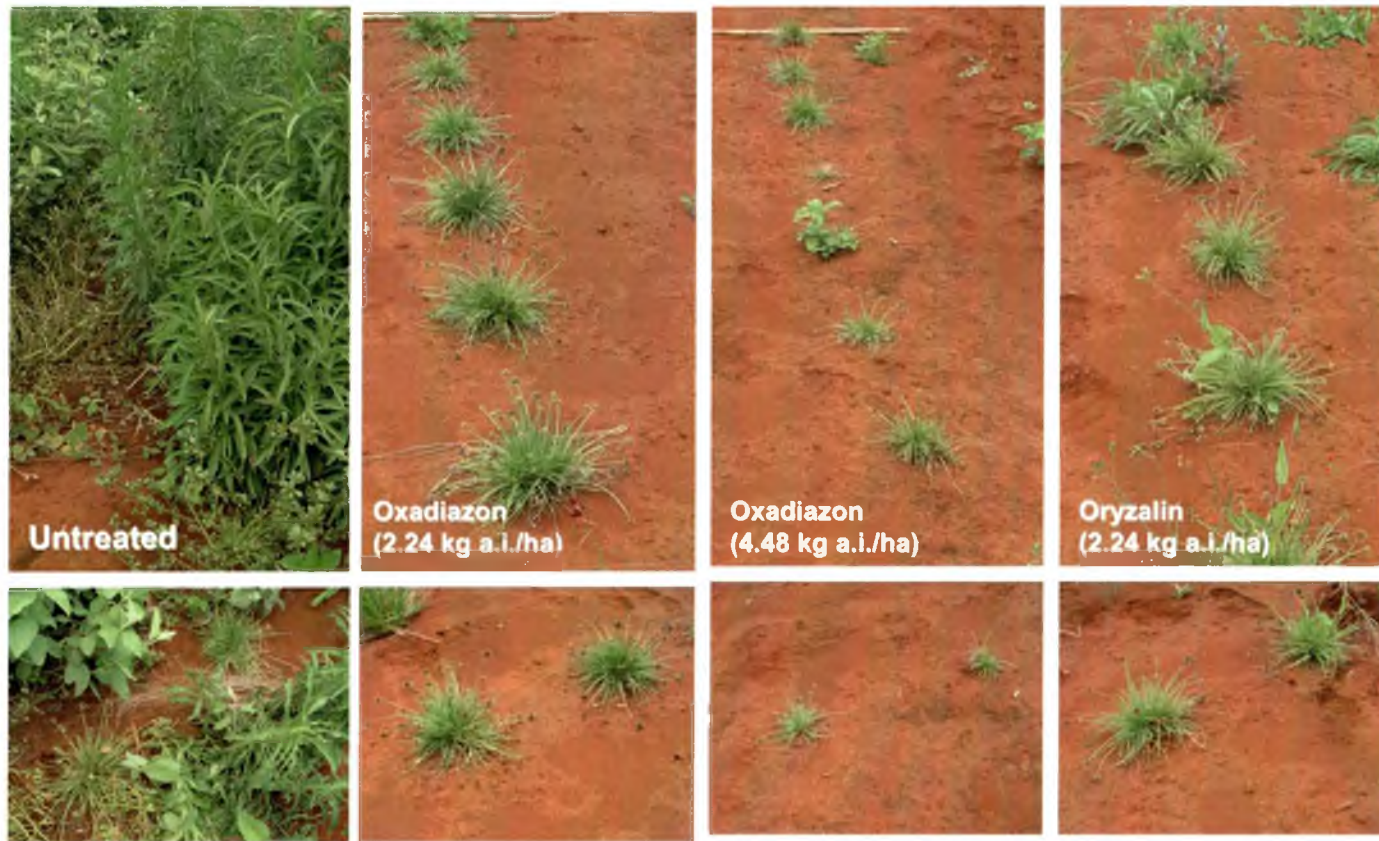 Untreated
Oxadiazon
(2.24 kg a.i./ha)
Oxadiazon
(4.48 kg a.i./ha)
Oryzalin
(2.24 kg a.i./ha)